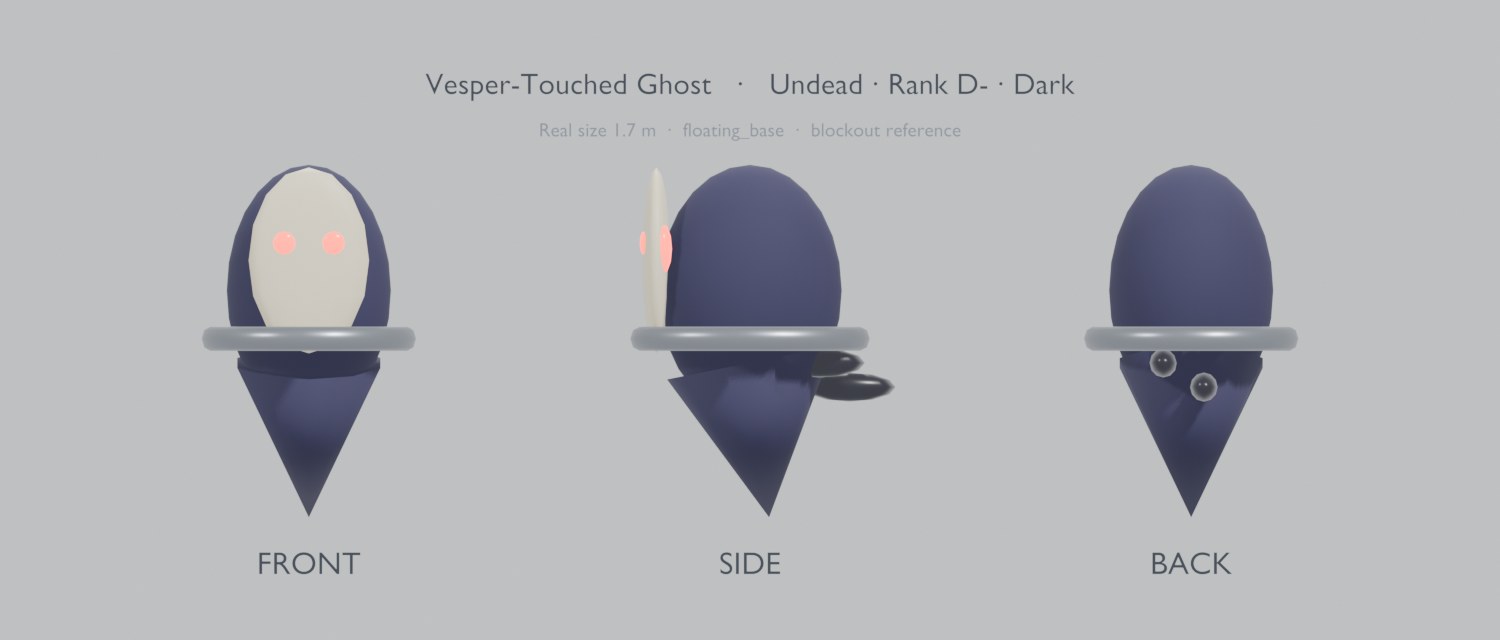 Vesper-Touched Ghost · Undead · Rank D- · Dark
Real size 1.7 m · floating_base · blockout reference
FRONT SIDE BACK